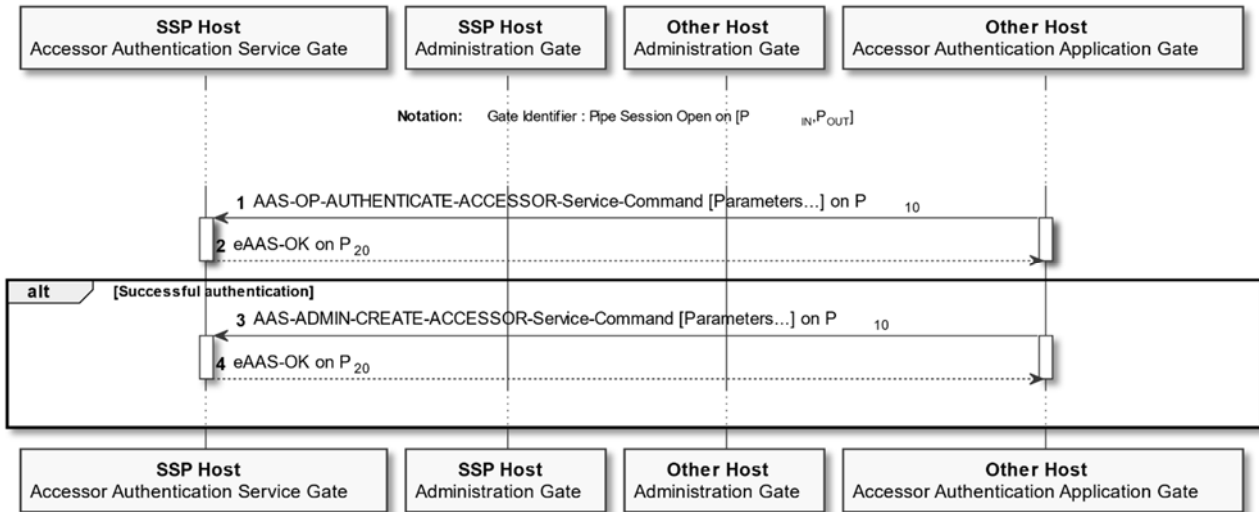 SSP Host
Accessor Authentication Service Gate
SSP Host
Administration Gate
Other Host
Administration Gate
Other Host
Accessor Authentication Application Gate
Notation: Gate Identifier : Pipe Session Open on [P IN,POUT]
1 AAS-OP-AUTHENTICATE-ACCESSOR-Service-Command [Parameters...] on P 10
2 eAAS-OK on P20
alt [Successful authentication]
3 AAS-ADMIN-CREATE-ACCESSOR-Service-Command [Parameters...] on P 10
4 eAAS-OK on P20
SSP Host
Accessor Authentication Service Gate
SSP Host
Administration Gate
Other Host
Administration Gate
Other Host
Accessor Authentication Application Gate